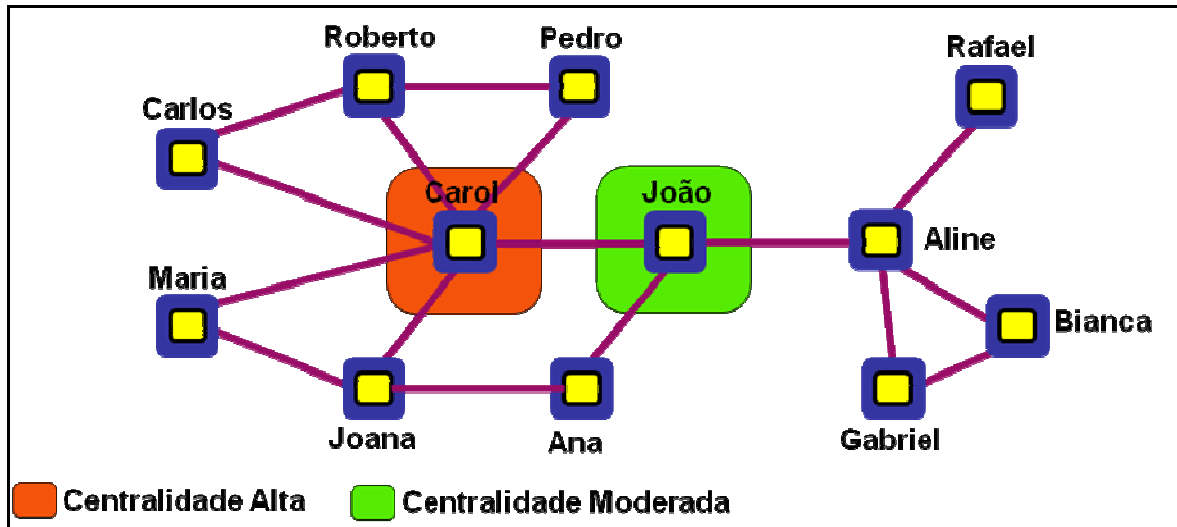 Roberto
Pedro
Rafael
Carlos
Carol
João
Aline
Maria
Bianca
Joana
Ana
Gabriel
Centralidade Alta
Centralidade Moderada